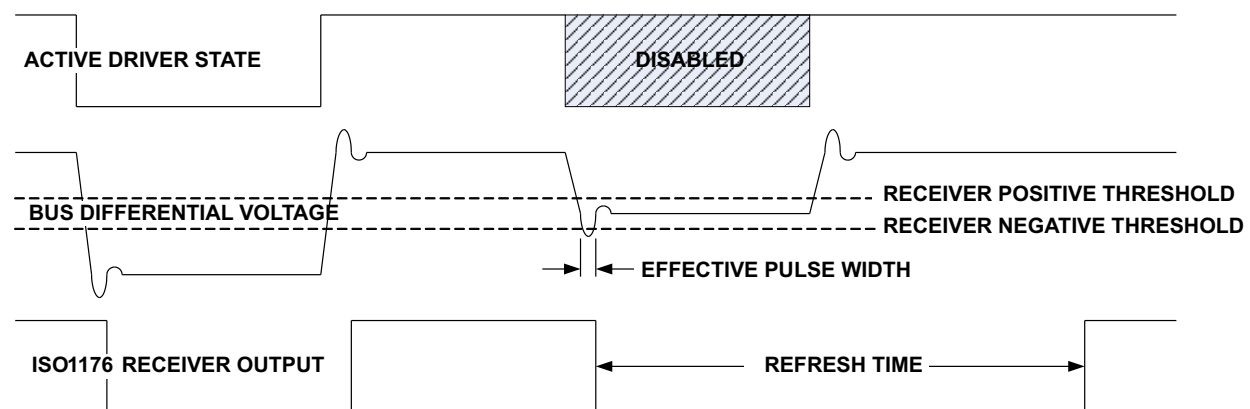 ACTIVE DRIVER STATE
DISABLED
RECEIVER POSITIVE THRESHOLD
BUS DIFFERENTIAL VOLTAGE
RECEIVER NEGATIVE THRESHOLD
EFFECTIVE PULSE WIDTH
ISO1176 RECEIVER OUTPUT
REFRESH TIME